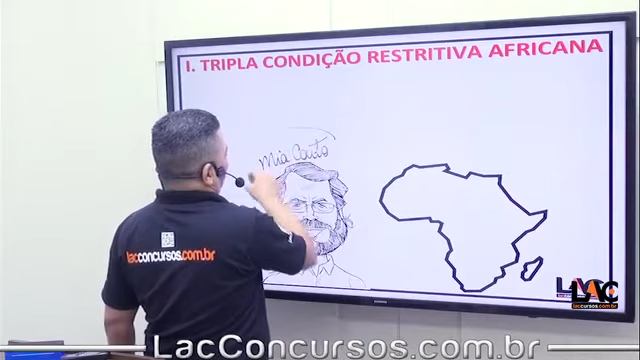 I. TRIPLA CONDIÇÃO RESTRITIVA AFRICANA
Mia Couto
lacconcursos.com.br
LAC
lacconcursos.com.br
LacConcursos.com.br